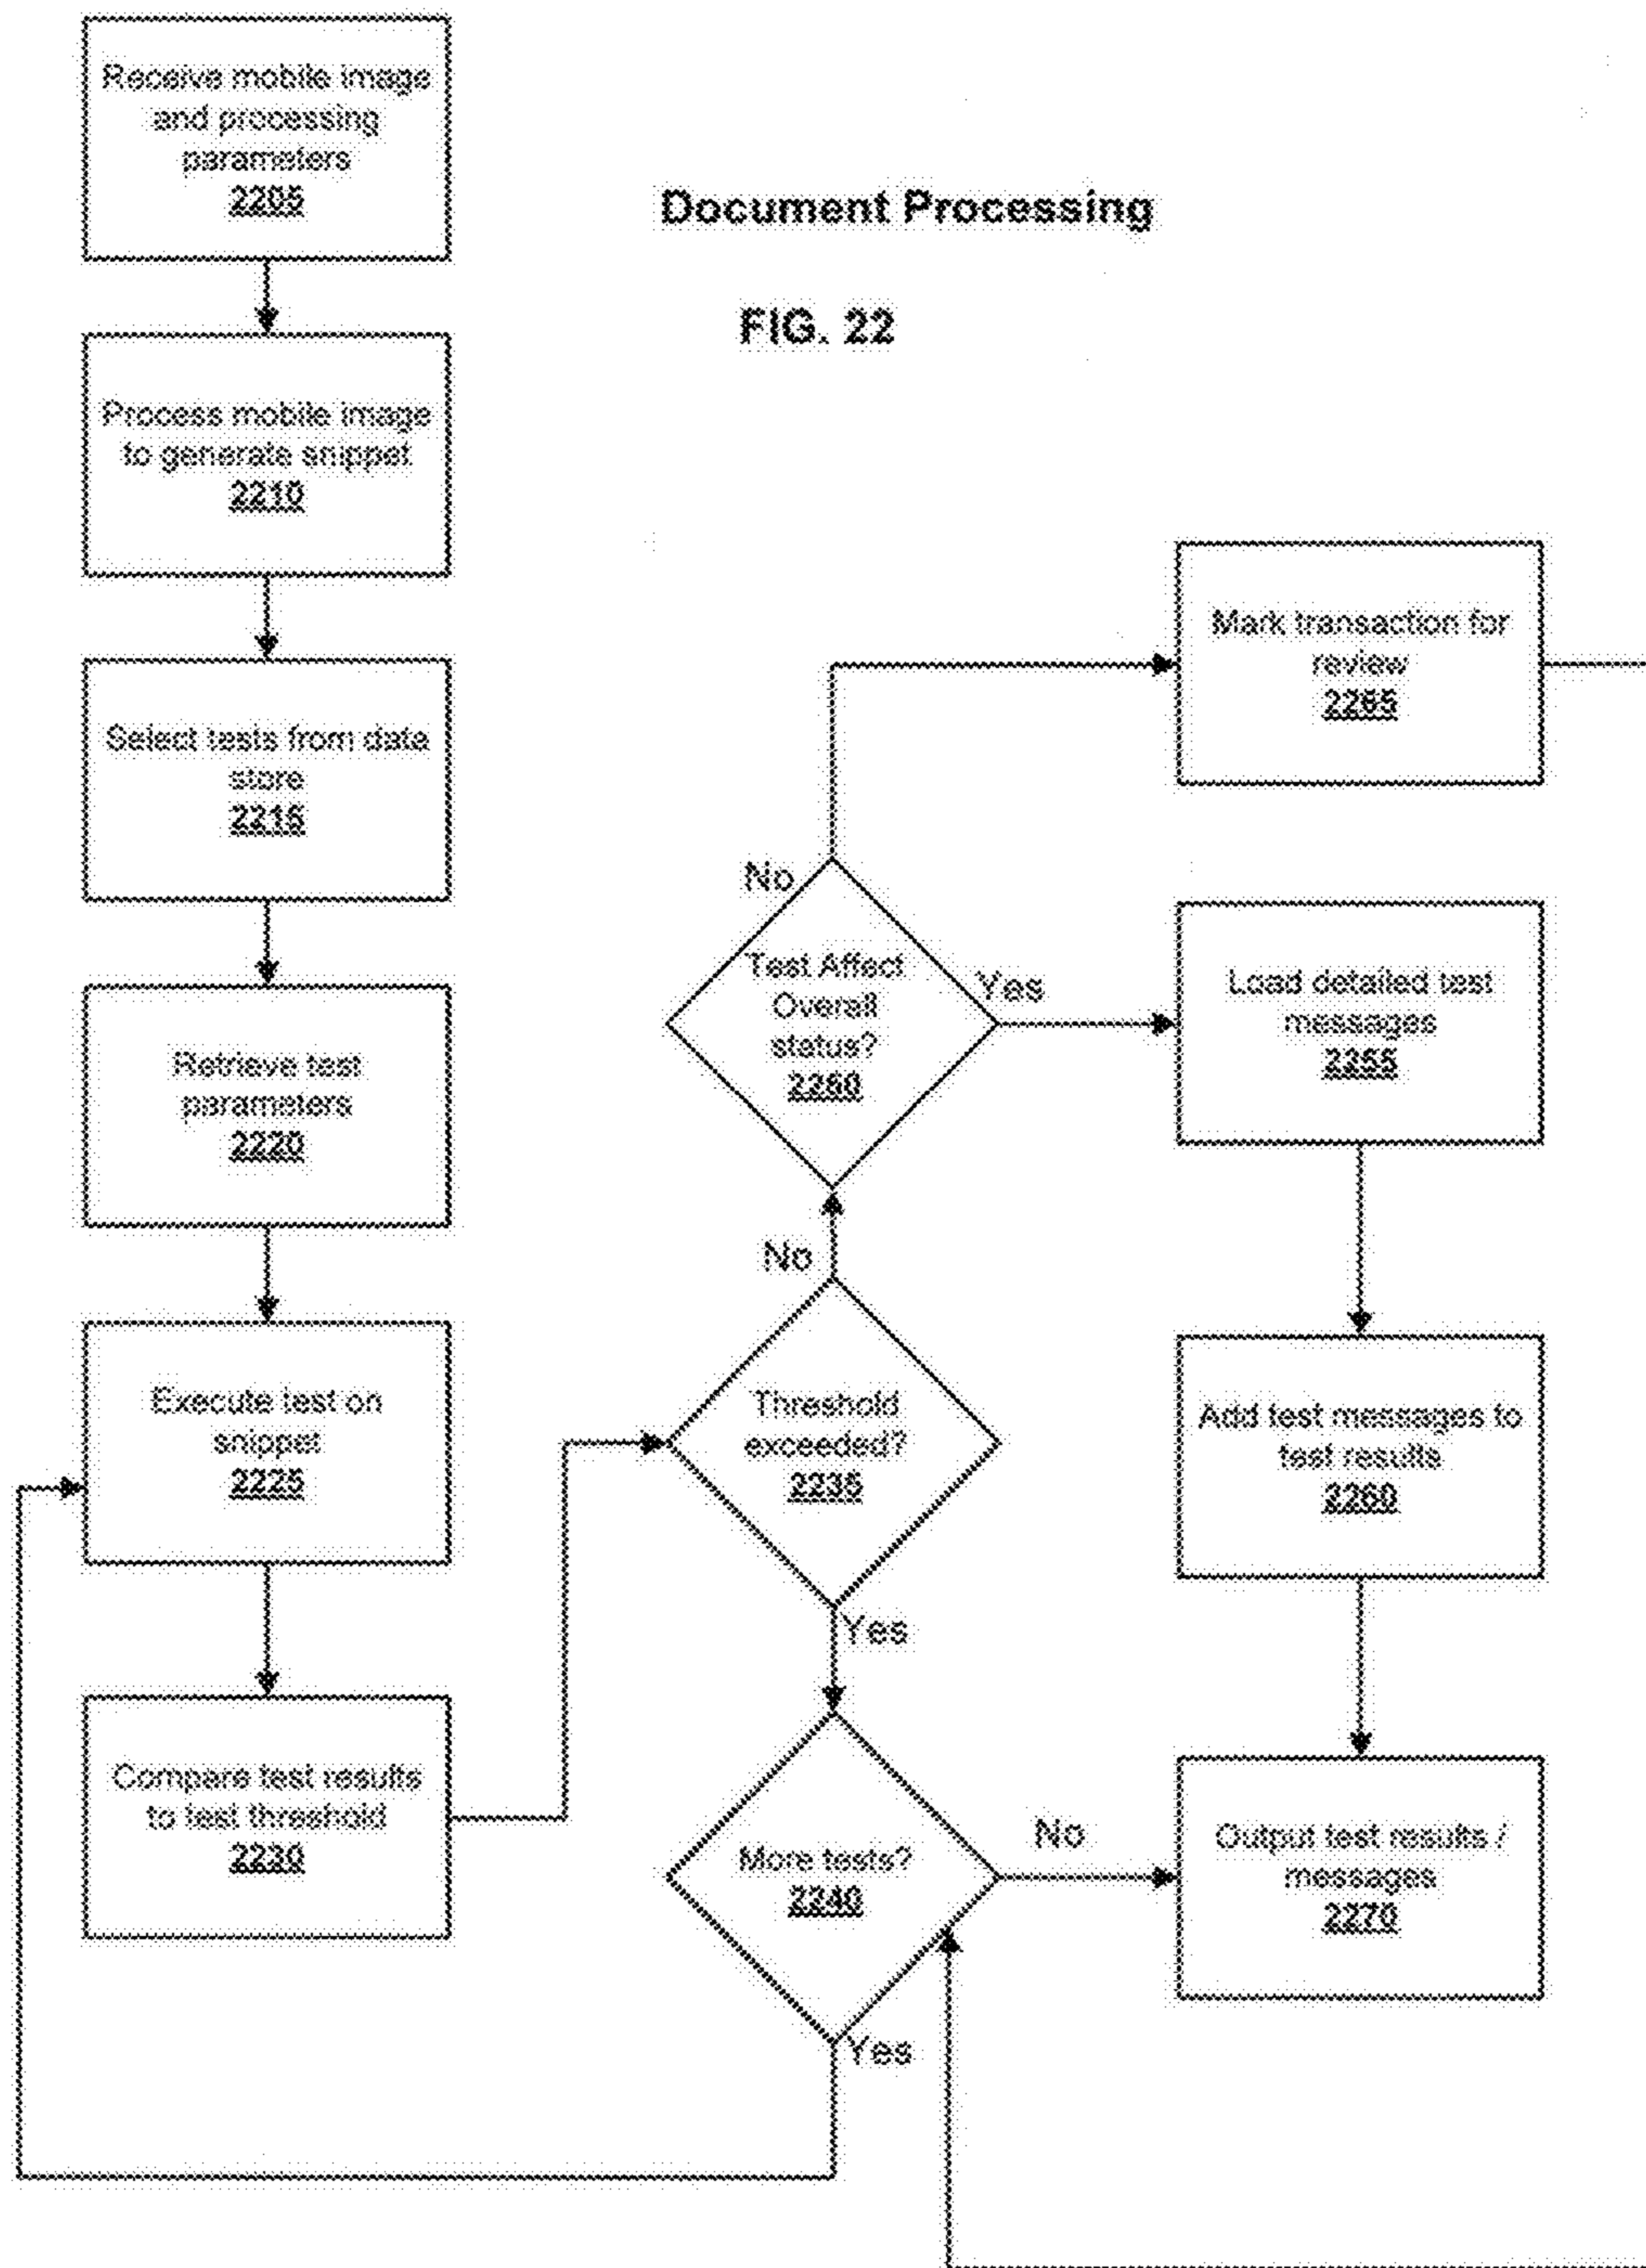 Receive mobile image
and processing
parameters
2205
Document Processing
FIG. 22
Process mobile image
to generate snippet
2210
Select tests from data
store
2215
Retrieve test
parameters
2220
Execute test on
snippet
2225
Compare test results
to test threshold
2230
Threshold
exceeded?
2235
No
Yes
Test Affect
Overall
status?
No
Yes
Mark transaction for
review
2265
Load detailed test
messages
2255
Add test messages to
test results
2260
More tests?
2240
No
Yes
Output test results /
messages
2270